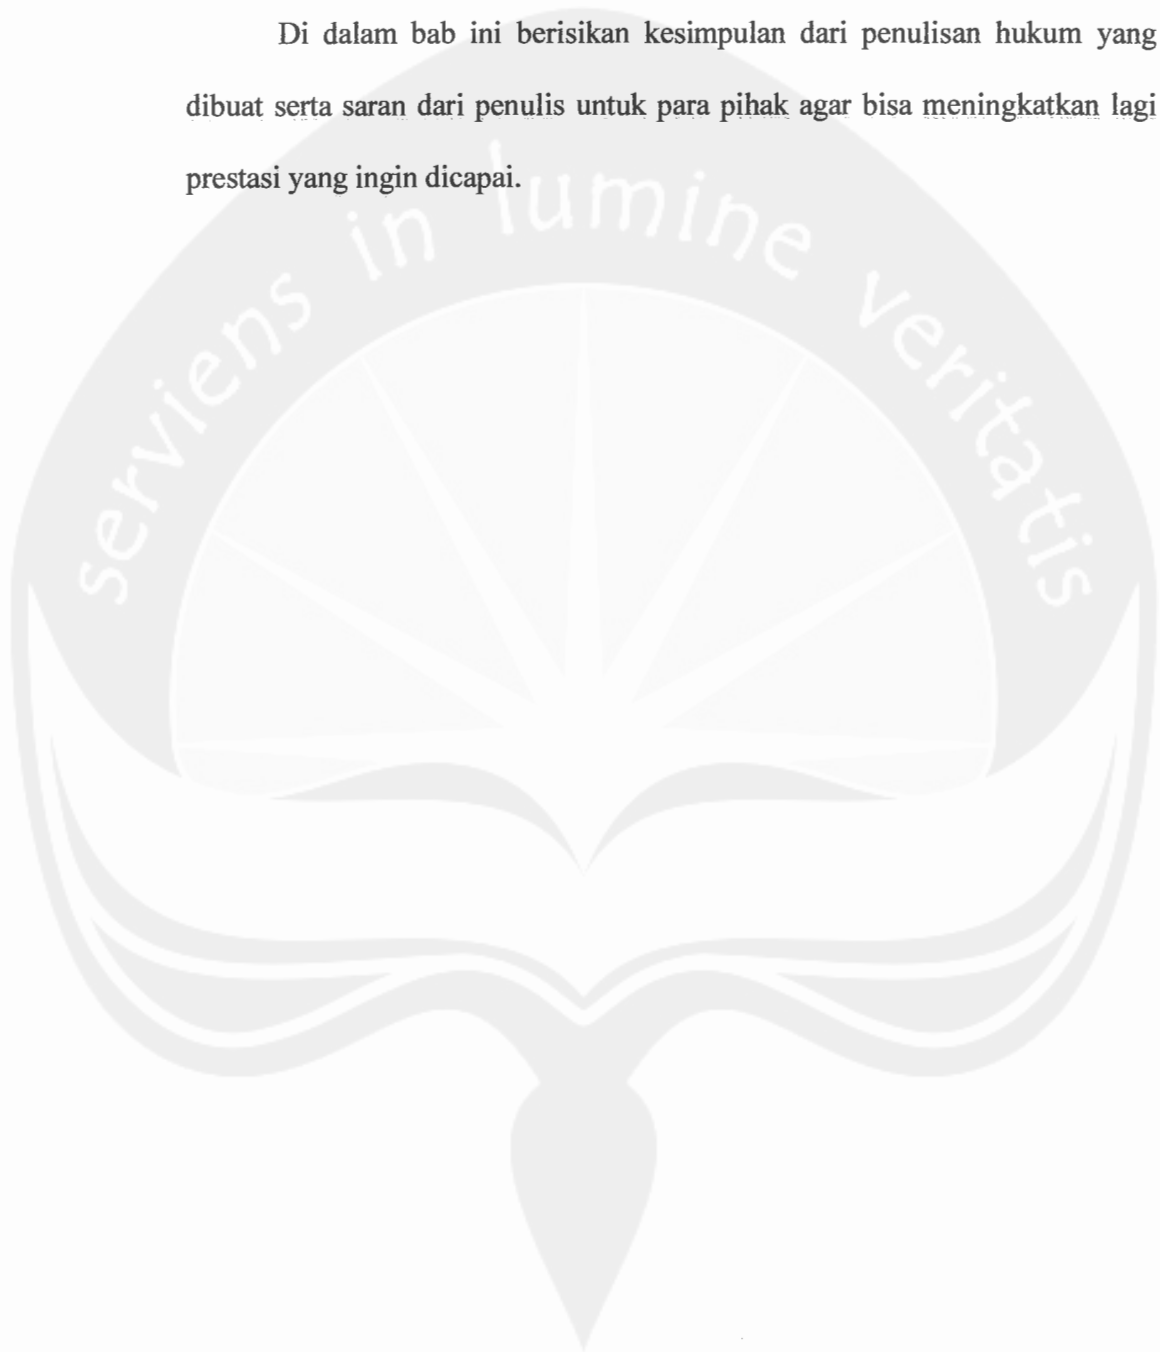 Di dalam bab ini berisikan kesimpulan dari penulisan hukum yang
dibuat serta saran dari penulis untuk para pihak agar bisa meningkatkan lagi
prestasi yang ingin dicapai.
serviens in lumine veritatis